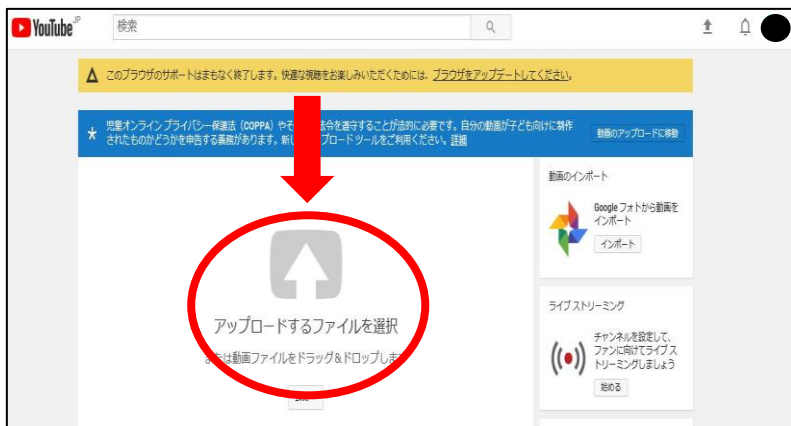 YouTube JP
検索
このブラウザのサポートはまもなく終了します。快適な視聴をお楽しみいただくためには、ブラウザをアップデートしてください。
児童オンライン プライバシー保護法（COPPA）やそ 法令を遵守することが法的に必要です。自分の動画が子ども向けに制作
されたものかどうかを申告する義務があります。新し プロード ツールをご利用ください。詳細
動画のアップロードに移動
動画のインポート
Google フォトから動画を
インポート
インポート
アップロードするファイルを選択
または動画ファイルをドラッグ&ドロップします
ライブ ストリーミング
チャンネルを設定して、
ファンに向けてライブ ス
トリーミングしましょう
始める